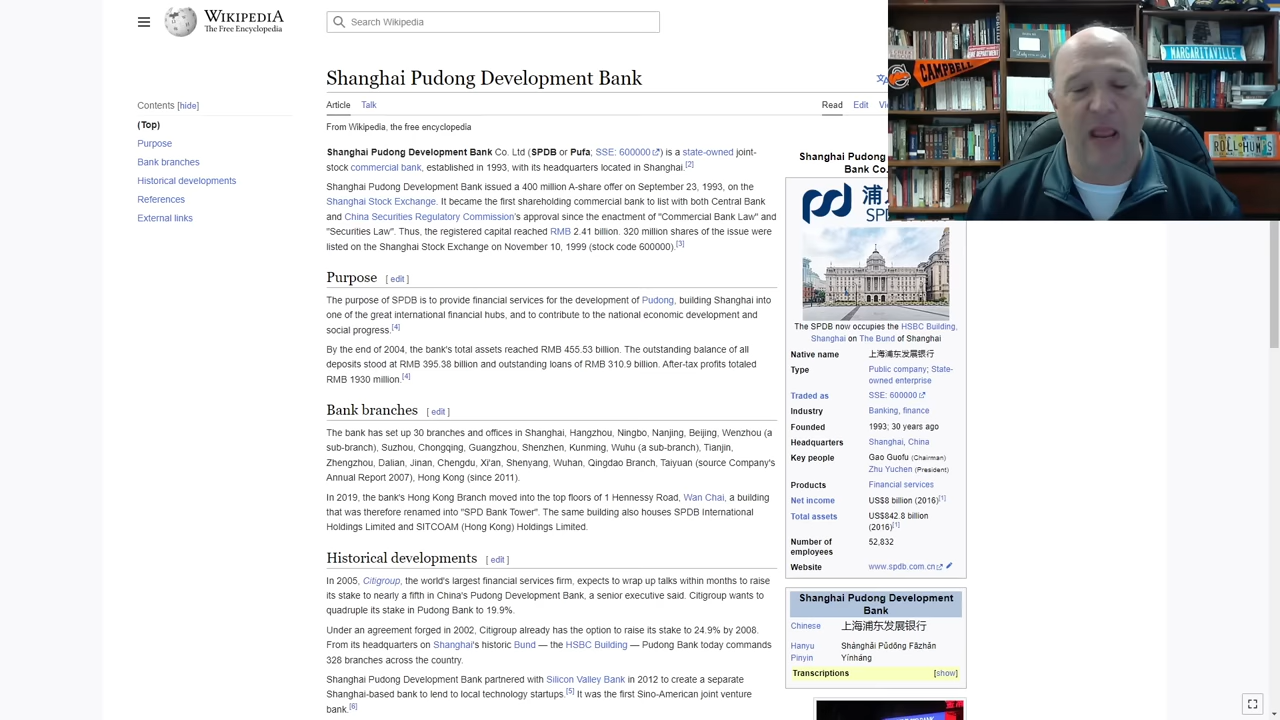 WIKIPEDIA
The Free Encyclopedia
Search Wikipedia
CAMPBELL
MARGARITAVILLE
ROLL HUMS
Shanghai Pudong Development Bank
Contents [hide]
(Top)
Purpose
Bank branches
Historical developments
References
External links
Article Talk
Read Edit
From Wikipedia, the free encyclopedia
Shanghai Pudong Development Bank Co. Ltd (SPDB or Pufa; SSE: 600000) is a state-owned joint-
stock commercial bank, established in 1993, with its headquarters located in Shanghai.[2]
Shanghai Pudong Development Bank issued a 400 million A-share offer on September 23, 1993, on the
Shanghai Stock Exchange. It became the first shareholding commercial bank to list with both Central Bank
and China Securities Regulatory Commission's approval since the enactment of "Commercial Bank Law" and
"Securities Law". Thus, the registered capital reached RMB 2.41 billion. 320 million shares of the issue were
listed on the Shanghai Stock Exchange on November 10, 1999 (stock code 600000).[3]
Purpose [ edit ]
The purpose of SPDB is to provide financial services for the development of Pudong, building Shanghai into
one of the great international financial hubs, and to contribute to the national economic development and
social progress.[4]
By the end of 2004, the bank's total assets reached RMB 455.53 billion. The outstanding balance of all
deposits stood at RMB 395.38 billion and outstanding loans of RMB 310.9 billion. After-tax profits totaled
RMB 1930 million.[4]
Bank branches [ edit ]
The bank has set up 30 branches and offices in Shanghai, Hangzhou, Ningbo, Nanjing, Beijing, Wenzhou (a
sub-branch), Suzhou, Chongqing, Guangzhou, Shenzhen, Kunming, Wuhu (a sub-branch), Tianjin,
Zhengzhou, Dalian, Jinan, Chengdu, Xi'an, Shenyang, Wuhan, Qingdao Branch, Taiyuan (source Company's
Annual Report 2007), Hong Kong (since 2011).
In 2019, the bank's Hong Kong Branch moved into the top floors of 1 Hennessy Road, Wan Chai, a building
that was therefore renamed into "SPD Bank Tower". The same building also houses SPDB International
Holdings Limited and SITCOAM (Hong Kong) Holdings Limited.
Historical developments [ edit ]
In 2005, Citigroup, the world's largest financial services firm, expects to wrap up talks within months to raise
its stake to nearly a fifth in China's Pudong Development Bank, a senior executive said. Citigroup wants to
quadruple its stake in Pudong Bank to 19.9%.
Under an agreement forged in 2002, Citigroup already has the option to raise its stake to 24.9% by 2008.
From its headquarters on Shanghai's historic Bund — the HSBC Building — Pudong Bank today commands
328 branches across the country.
Shanghai Pudong Development Bank partnered with Silicon Valley Bank in 2012 to create a separate
Shanghai-based bank to lend to local technology startups.[5] It was the first Sino-American joint venture
bank.[6]
Shanghai Pudong
Bank Co.
浦
SP
The SPDB now occupies the HSBC Building,
Shanghai on The Bund of Shanghai
Native name 上海浦东发展银行
Type Public company; State-
owned enterprise
Traded as SSE: 600000
Industry Banking, finance
Founded 1993; 30 years ago
Headquarters Shanghai, China
Key people Gao Guofu (Chairman)
Zhu Yuchen (President)
Products Financial services
Net income US$8 billion (2016)[1]
Total assets US$842.8 billion
(2016)[1]
Number of
employees 52,832
Website www.spdb.com.cn
Shanghai Pudong Development
Bank
Chinese 上海浦东发展银行
Hanyu
Pinyin Shànghǎi Pǔdōng Fāzhǎn
Yínháng
Transcriptions [show]